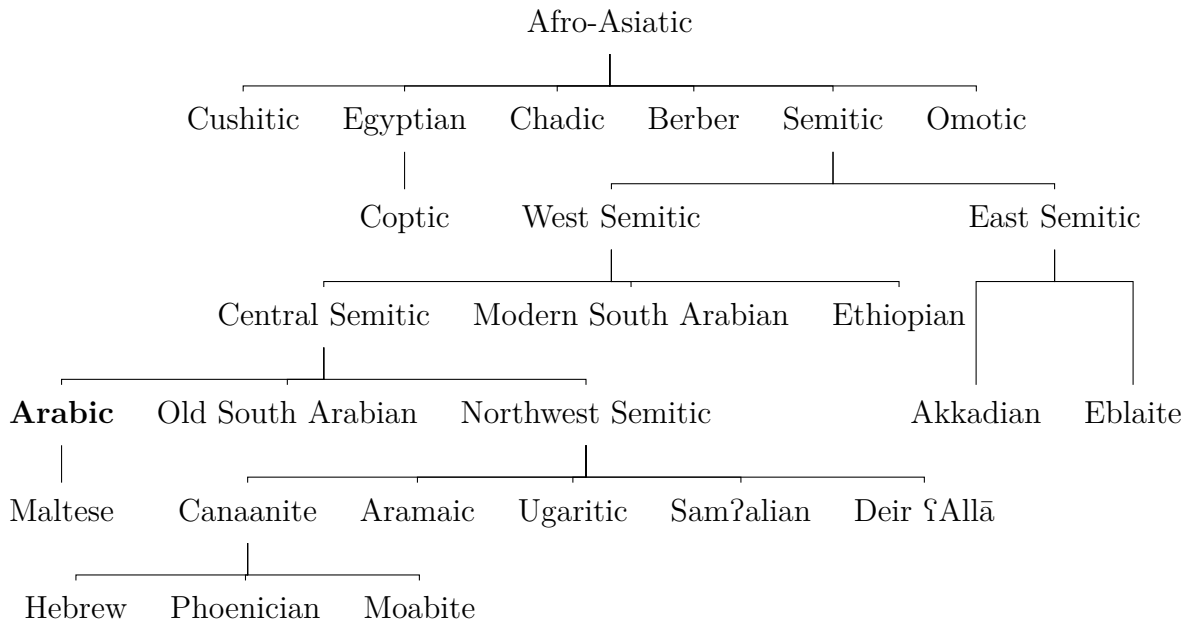 Afro-Asiatic
Cushitic Egyptian Chadic Berber Semitic Omotic
Coptic West Semitic East Semitic
Central Semitic Modern South Arabian Ethiopian
Arabic Old South Arabian Northwest Semitic Akkadian Eblaite
Maltese Canaanite Aramaic Ugaritic Samʔalian Deir ʕAllā
Hebrew Phoenician Moabite